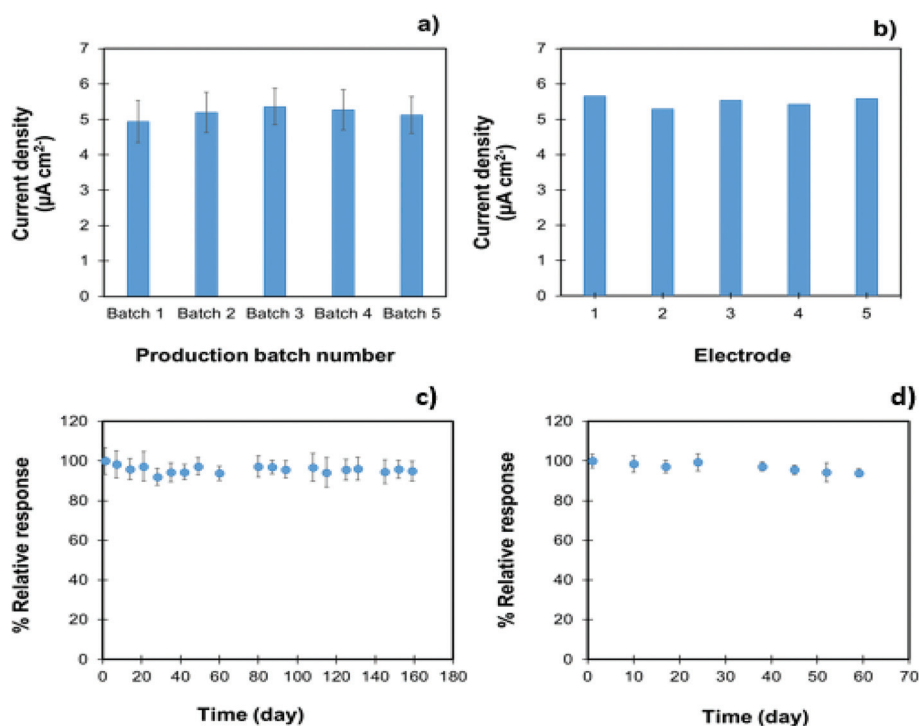 a)
7
6
5
4
3
2
1
0
Current density
(µA cm²⁻)
Batch 1 Batch 2 Batch 3 Batch 4 Batch 5
Production batch number
b)
7
6
5
4
3
2
1
0
Current density
(µA cm²⁻)
1 2 3 4 5
Electrode
c)
120
100
80
60
40
20
0
% Relative response
0 20 40 60 80 100 120 140 160 180
Time (day)
d)
120
100
80
60
40
20
0
% Relative response
0 10 20 30 40 50 60 70
Time (day)